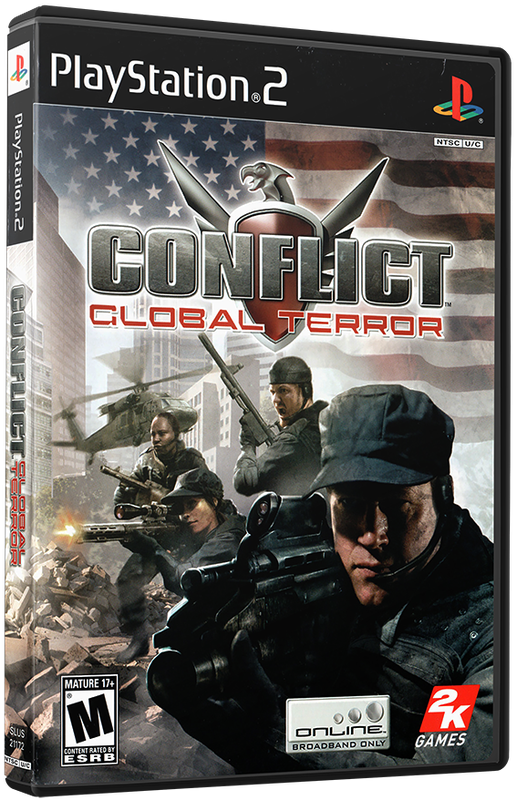 PlayStation®2
NTSC U/C
CONFLICT™
GLOBAL TERROR
MATURE 17+
M®
CONTENT RATED BY
ESRB
ONLINE
BROADBAND ONLY
2K
GAMES
PlayStation®2
CONFLICT
GLOBAL
TERROR
SLUS
21172
NTSC U/C